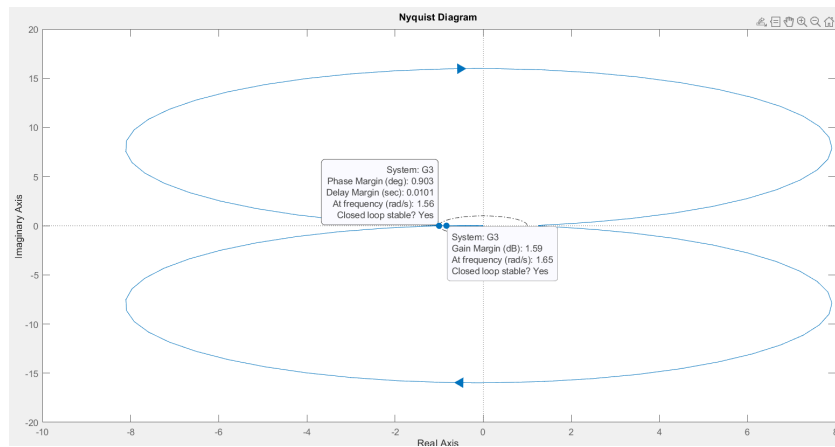 Nyquist Diagram
20
15
10
5
0
-5
-10
-15
-20
Imaginary Axis
System: G3
Phase Margin (deg): 0.903
Delay Margin (sec): 0.0101
At frequency (rad/s): 1.56
Closed loop stable? Yes
System: G3
Gain Margin (dB): 1.59
At frequency (rad/s): 1.65
Closed loop stable? Yes
-10 -8 -6 -4 -2 0 2 4 6 8
Real Axis